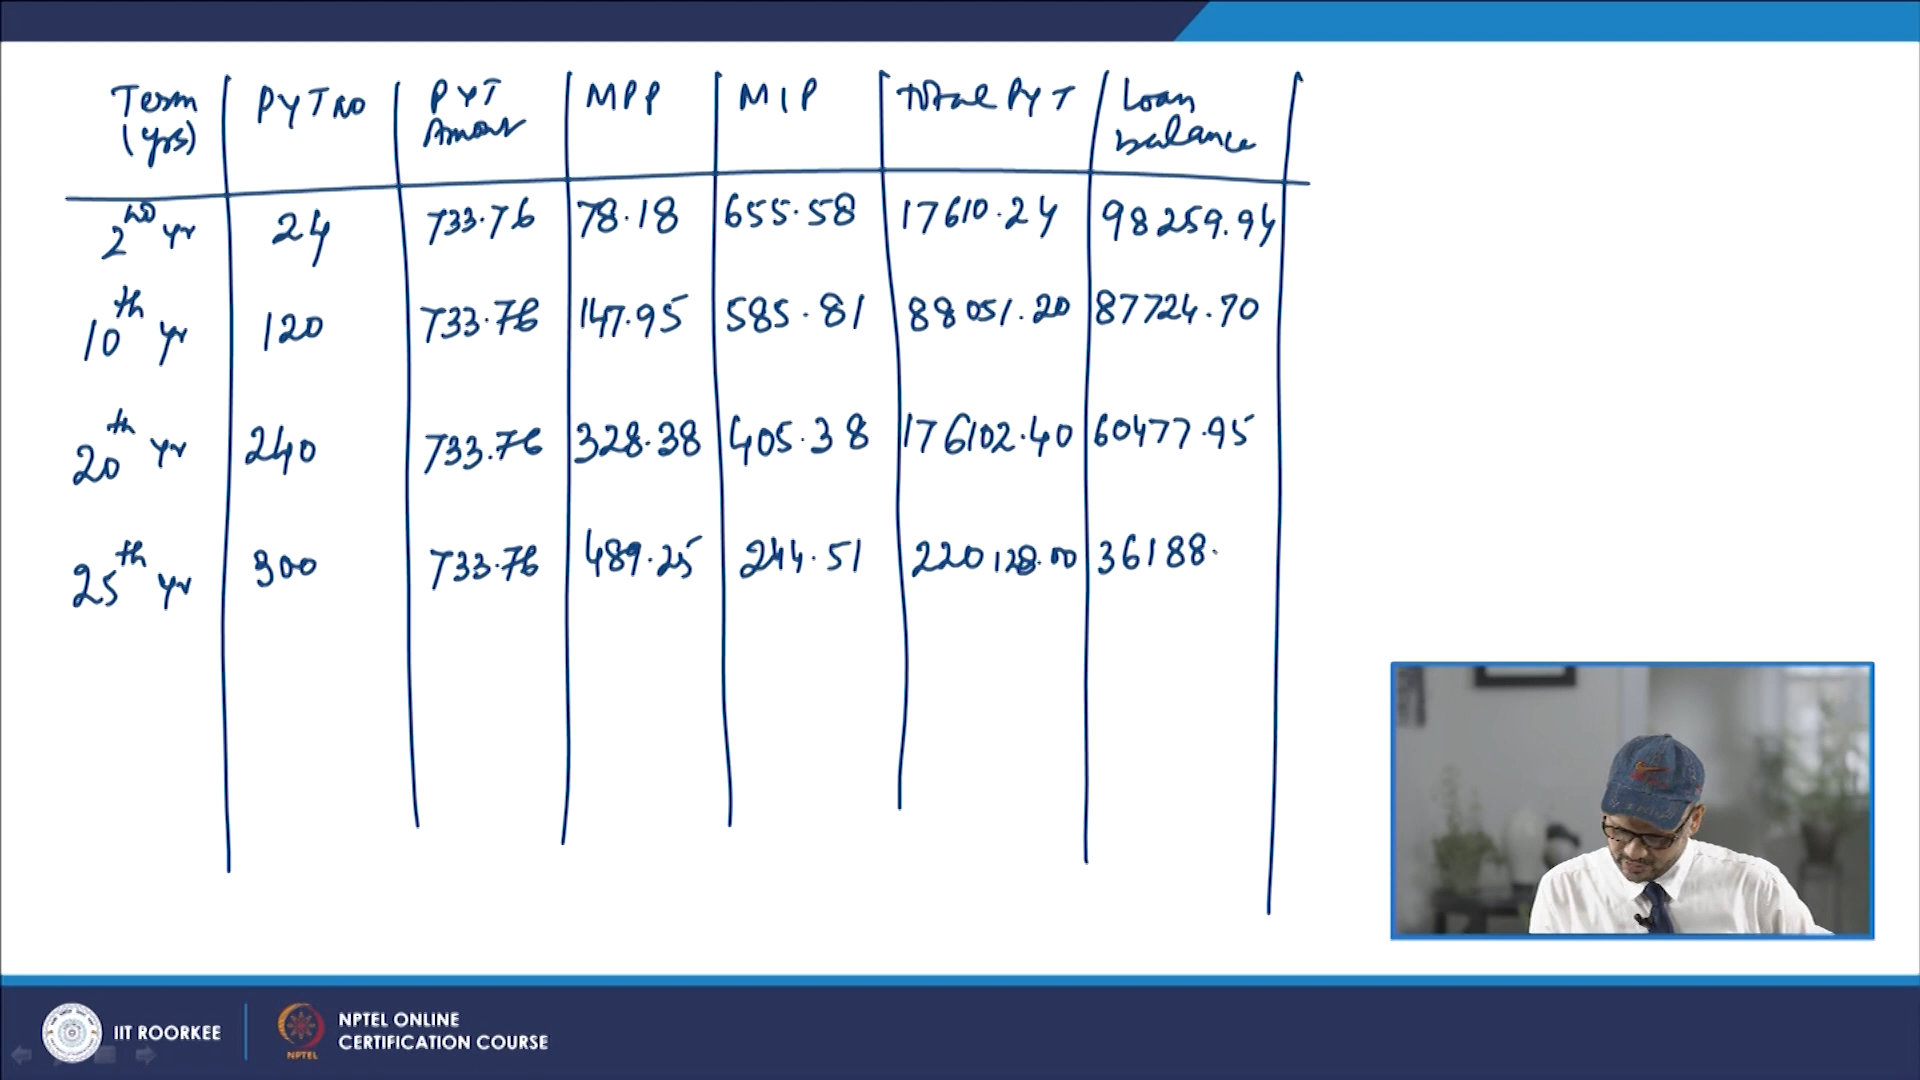 Term (yrs) PYT NO PYT Amount MPP MIP Total PYT Loan balance
2nd yr 24 733.76 78.18 655.58 17610.24 98259.94
10th yr 120 733.76 147.95 585.81 88051.20 87724.70
20th yr 240 733.76 328.38 405.38 176102.40 60477.95
25th yr 300 733.76 489.25 244.51 220128.00 36188.
IIT ROORKEE
NPTEL
NPTEL ONLINE
CERTIFICATION COURSE